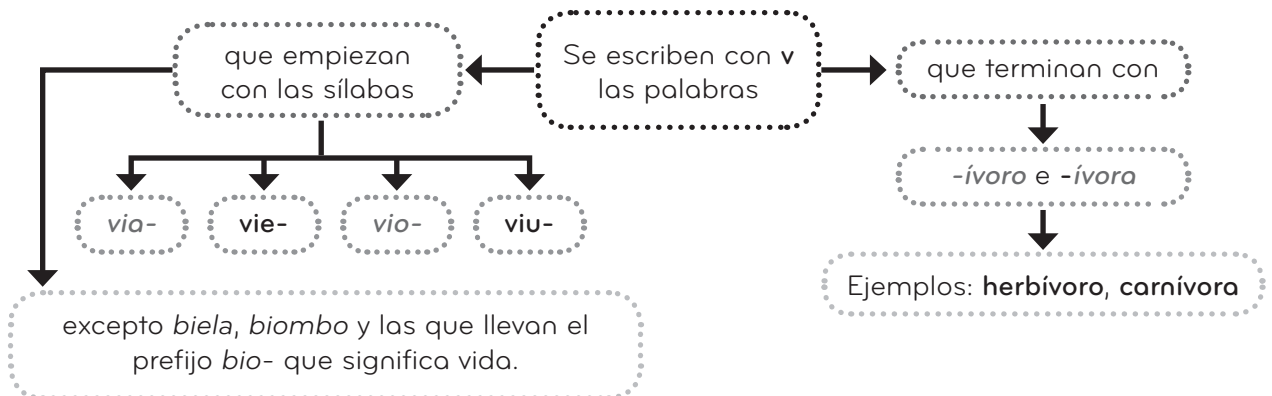 que empiezan
con las sílabas
Se escriben con v
las palabras
que terminan con
-ívoro e -ívora
via-
vie-
vio-
viu-
Ejemplos: herbívoro, carnívora
excepto biela, biombo y las que llevan el
prefijo bio- que significa vida.